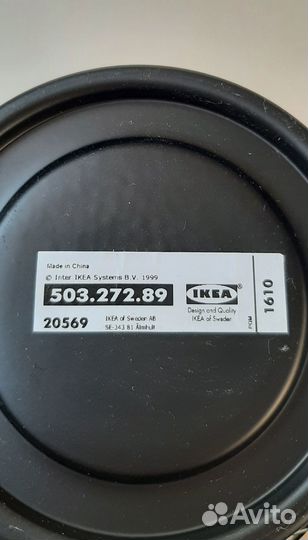 Made in China
© Inter IKEA Systems B.V. 1999
503.272.89
20569
IKEA of Sweden AB
SE-343 81 Älmhult
IKEA
Design and Quality
IKEA of Sweden
PQM
1610
Avito